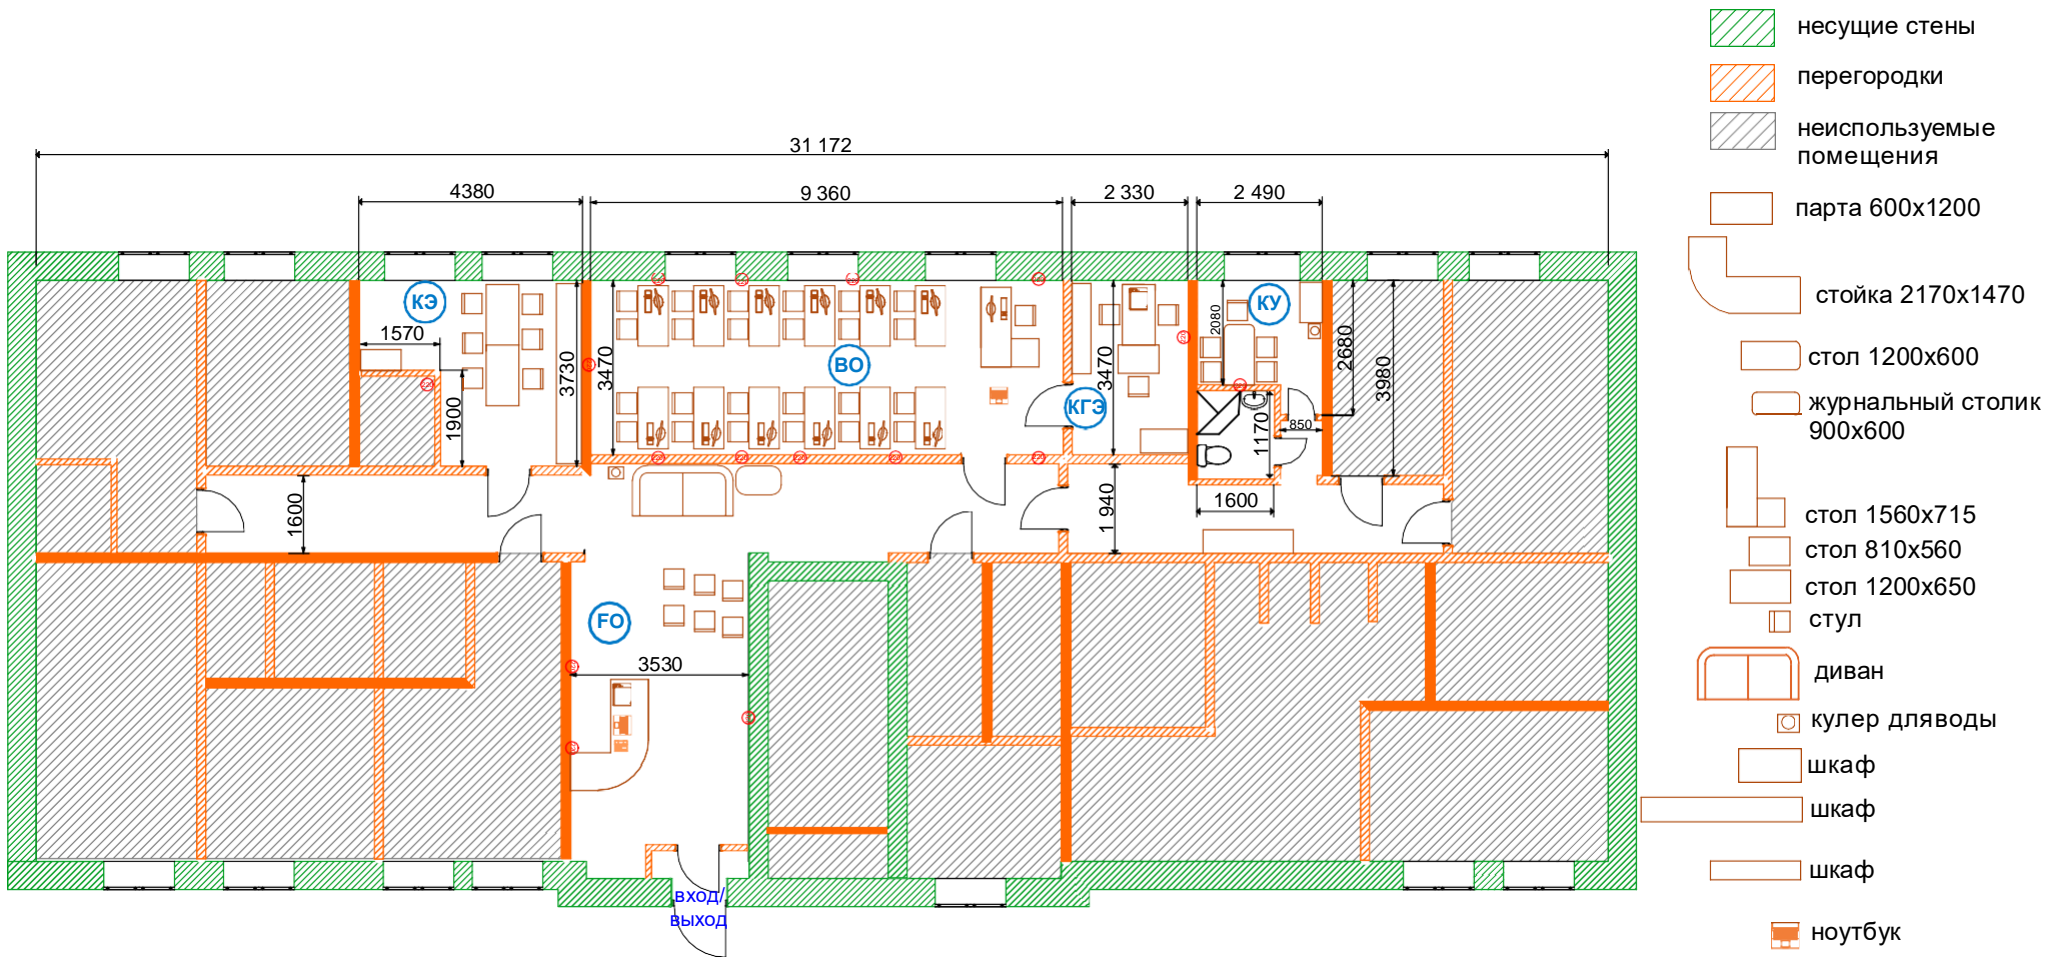 31 172
4380
9 360
2 330
2 490
КЭ
1570
1900
3730
3470
ВО
КГЭ
3470
2080
КУ
2680
3980
1170
850
1600
1 940
1600
FO
3530
вход/
выход
несущие стены
перегородки
неиспользуемые
помещения
парта 600х1200
стойка 2170х1470
стол 1200х600
журнальный столик
900х600
стол 1560х715
стол 810х560
стол 1200х650
стул
диван
кулер дляводы
шкаф
шкаф
шкаф
ноутбук